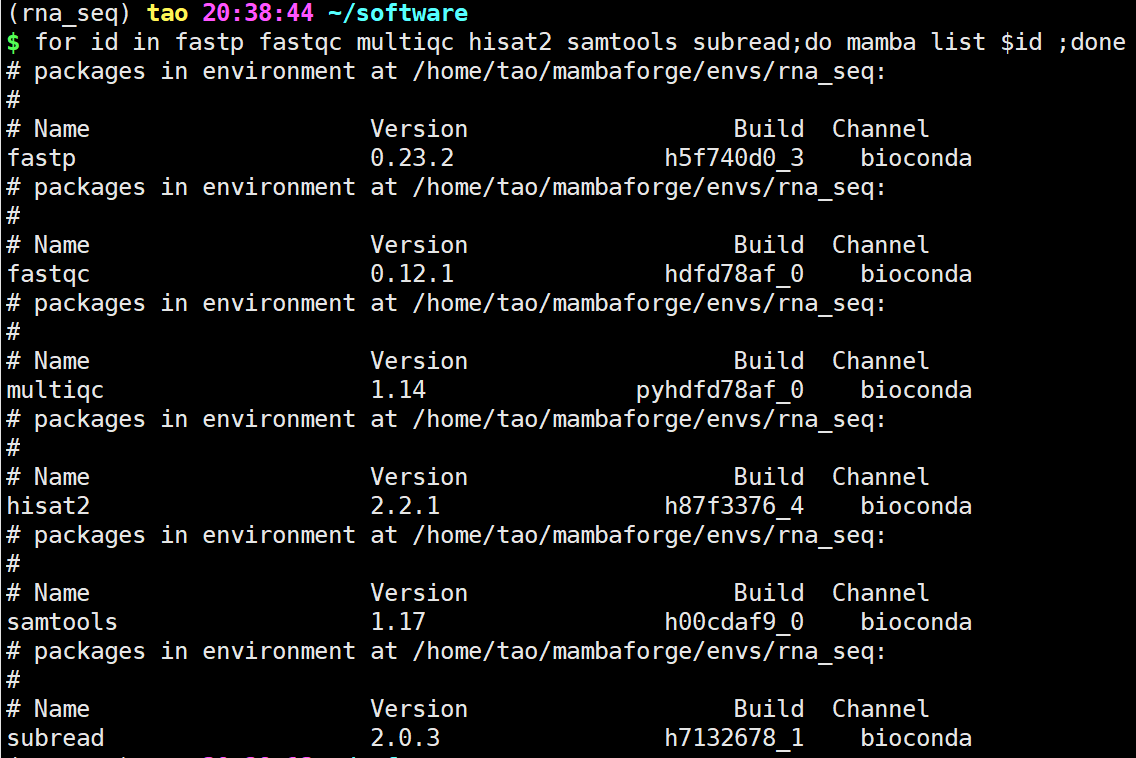 (rna_seq) tao 20:38:44 ~/software
$ for id in fastp fastqc multiqc hisat2 samtools subread;do mamba list $id ;done
# packages in environment at /home/tao/mambaforge/envs/rna_seq:
#
# Name                    Version                   Build  Channel
fastp                     0.23.2               h5f740d0_3    bioconda
# packages in environment at /home/tao/mambaforge/envs/rna_seq:
#
# Name                    Version                   Build  Channel
fastqc                    0.12.1               hdfd78af_0    bioconda
# packages in environment at /home/tao/mambaforge/envs/rna_seq:
#
# Name                    Version                   Build  Channel
multiqc                   1.14               pyhdfd78af_0    bioconda
# packages in environment at /home/tao/mambaforge/envs/rna_seq:
#
# Name                    Version                   Build  Channel
hisat2                    2.2.1                h87f3376_4    bioconda
# packages in environment at /home/tao/mambaforge/envs/rna_seq:
#
# Name                    Version                   Build  Channel
samtools                  1.17                 h00cdaf9_0    bioconda
# packages in environment at /home/tao/mambaforge/envs/rna_seq:
#
# Name                    Version                   Build  Channel
subread                   2.0.3                h7132678_1    bioconda